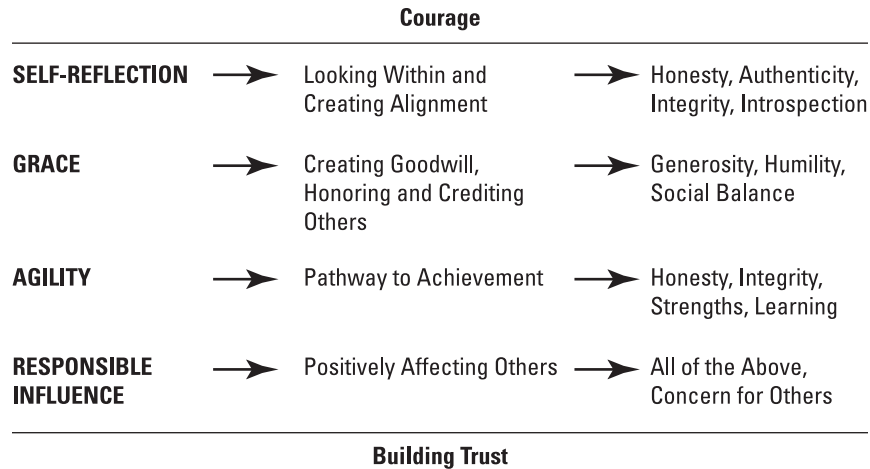 Courage
SELF-REFLECTION
Looking Within and
Creating Alignment
Honesty, Authenticity,
Integrity, Introspection
GRACE
Creating Goodwill,
Honoring and Crediting
Others
Generosity, Humility,
Social Balance
AGILITY
Pathway to Achievement
Honesty, Integrity,
Strengths, Learning
RESPONSIBLE
INFLUENCE
Positively Affecting Others
All of the Above,
Concern for Others
Building Trust